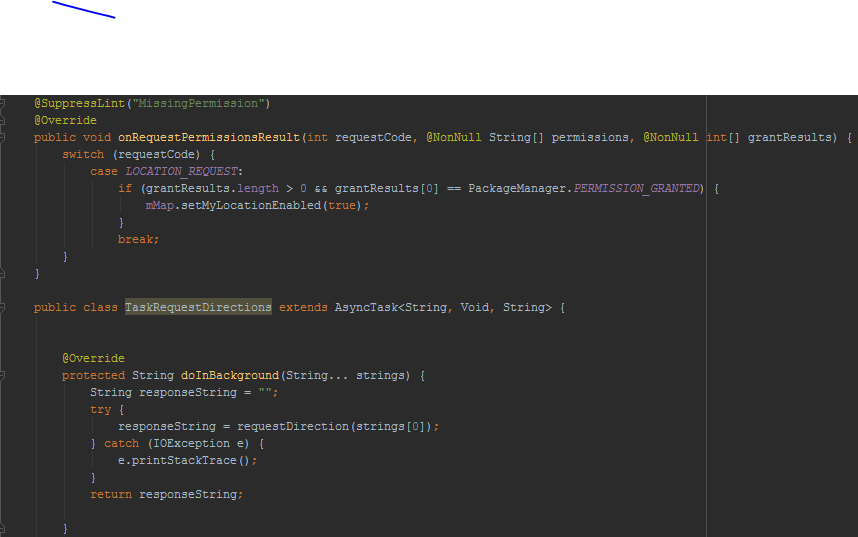 @SuppressLint("MissingPermission")
@Override
public void onRequestPermissionsResult(int requestCode, @NonNull String[] permissions, @NonNull int[] grantResults) {
switch (requestCode) {
case LOCATION_REQUEST:
if (grantResults.length > 0 && grantResults[0] == PackageManager.PERMISSION_GRANTED) {
mMap.setMyLocationEnabled(true);
}
break;
}
}
public class TaskRequestDirections extends AsyncTask<String, Void, String> {
@Override
protected String doInBackground(String... strings) {
String responseString = "";
try {
responseString = requestDirection(strings[0]);
} catch (IOException e) {
e.printStackTrace();
}
return responseString;
}